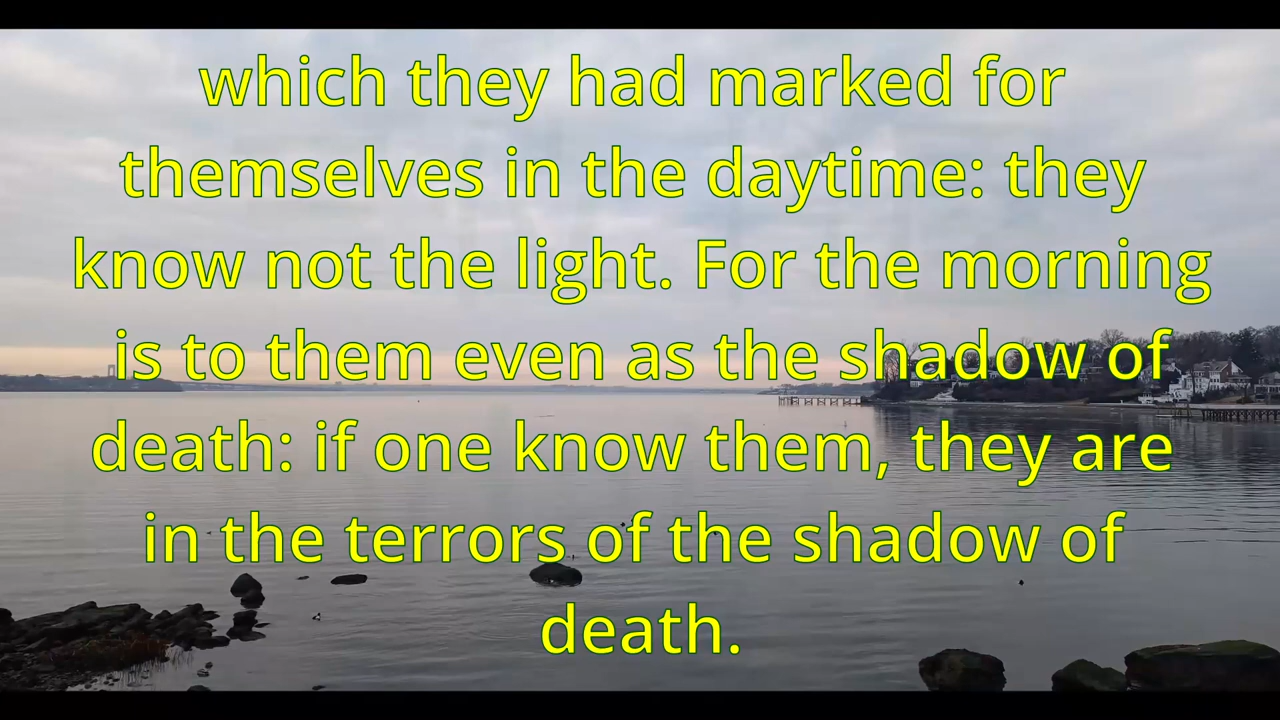 which they had marked for
themselves in the daytime: they
know not the light. For the morning
is to them even as the shadow of
death: if one know them, they are
in the terrors of the shadow of
death.